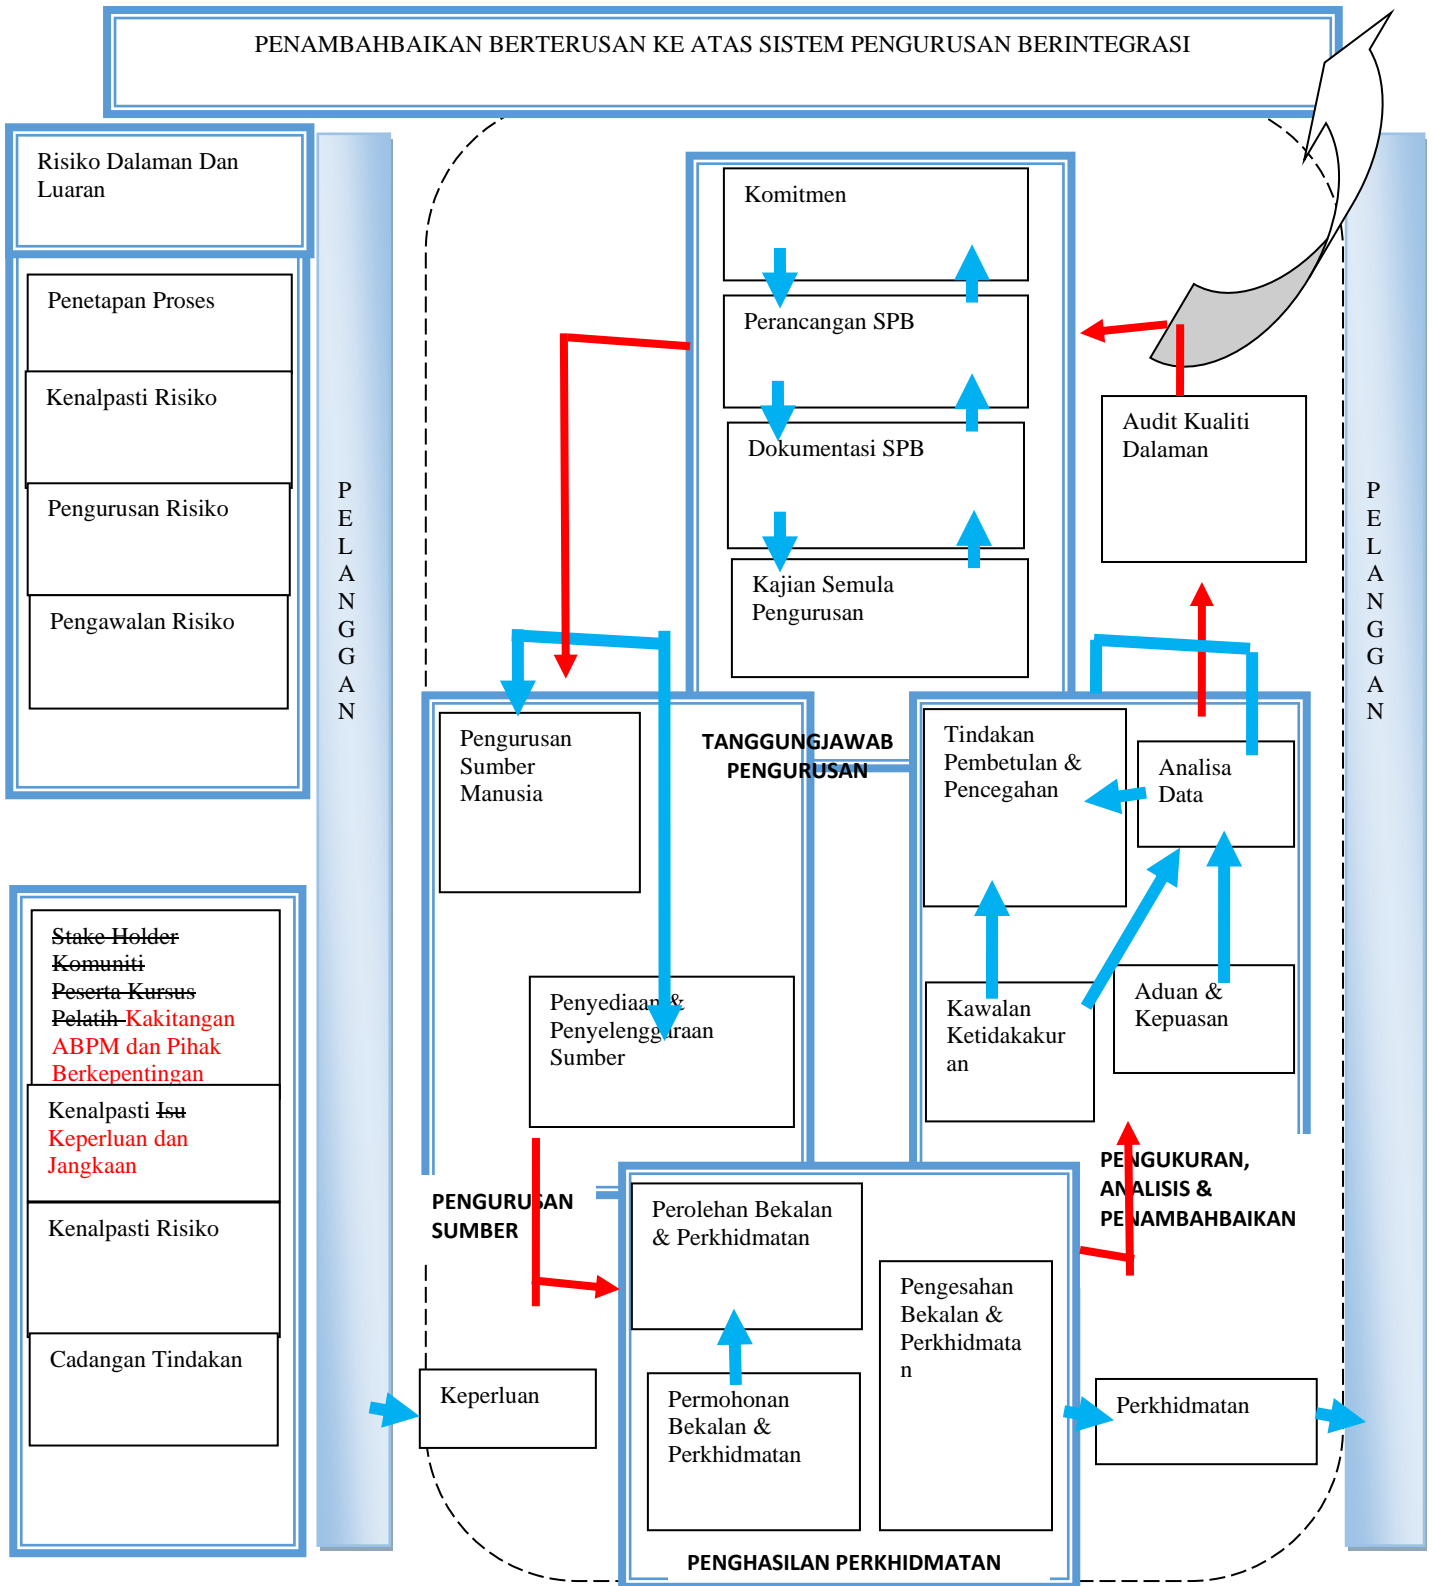 PENAMBAHBAIKAN BERTERUSAN KE ATAS SISTEM PENGURUSAN BERINTEGRASI
Risiko Dalaman Dan
Luaran
Penetapan Proses
Kenalpasti Risiko
Pengurusan Risiko
Pengawalan Risiko
Stake Holder
Komuniti
Peserta Kursus
Pelatih Kakitangan
ABPM dan Pihak
Berkepentingan
Kenalpasti Isu
Keperluan dan
Jangkaan
Kenalpasti Risiko
Cadangan Tindakan
P
E
L
A
N
G
G
A
N
Komitmen
Perancangan SPB
Dokumentasi SPB
Kajian Semula
Pengurusan
TANGGUNGJAWAB
PENGURUSAN
Pengurusan
Sumber
Manusia
Penyediaan &
Penyelenggaraan
Sumber
PENGURUSAN
SUMBER
Audit Kualiti
Dalaman
Tindakan
Pembetulan &
Pencegahan
Analisa
Data
Kawalan
Ketidakakur
an
Aduan &
Kepuasan
PENGUKURAN,
ANALISIS &
PENAMBAHBAIKAN
Perolehan Bekalan
& Perkhidmatan
Pengesahan
Bekalan &
Perkhidmata
n
Permohonan
Bekalan &
Perkhidmatan
PENGHASILAN PERKHIDMATAN
Keperluan
Perkhidmatan
P
E
L
A
N
G
G
A
N